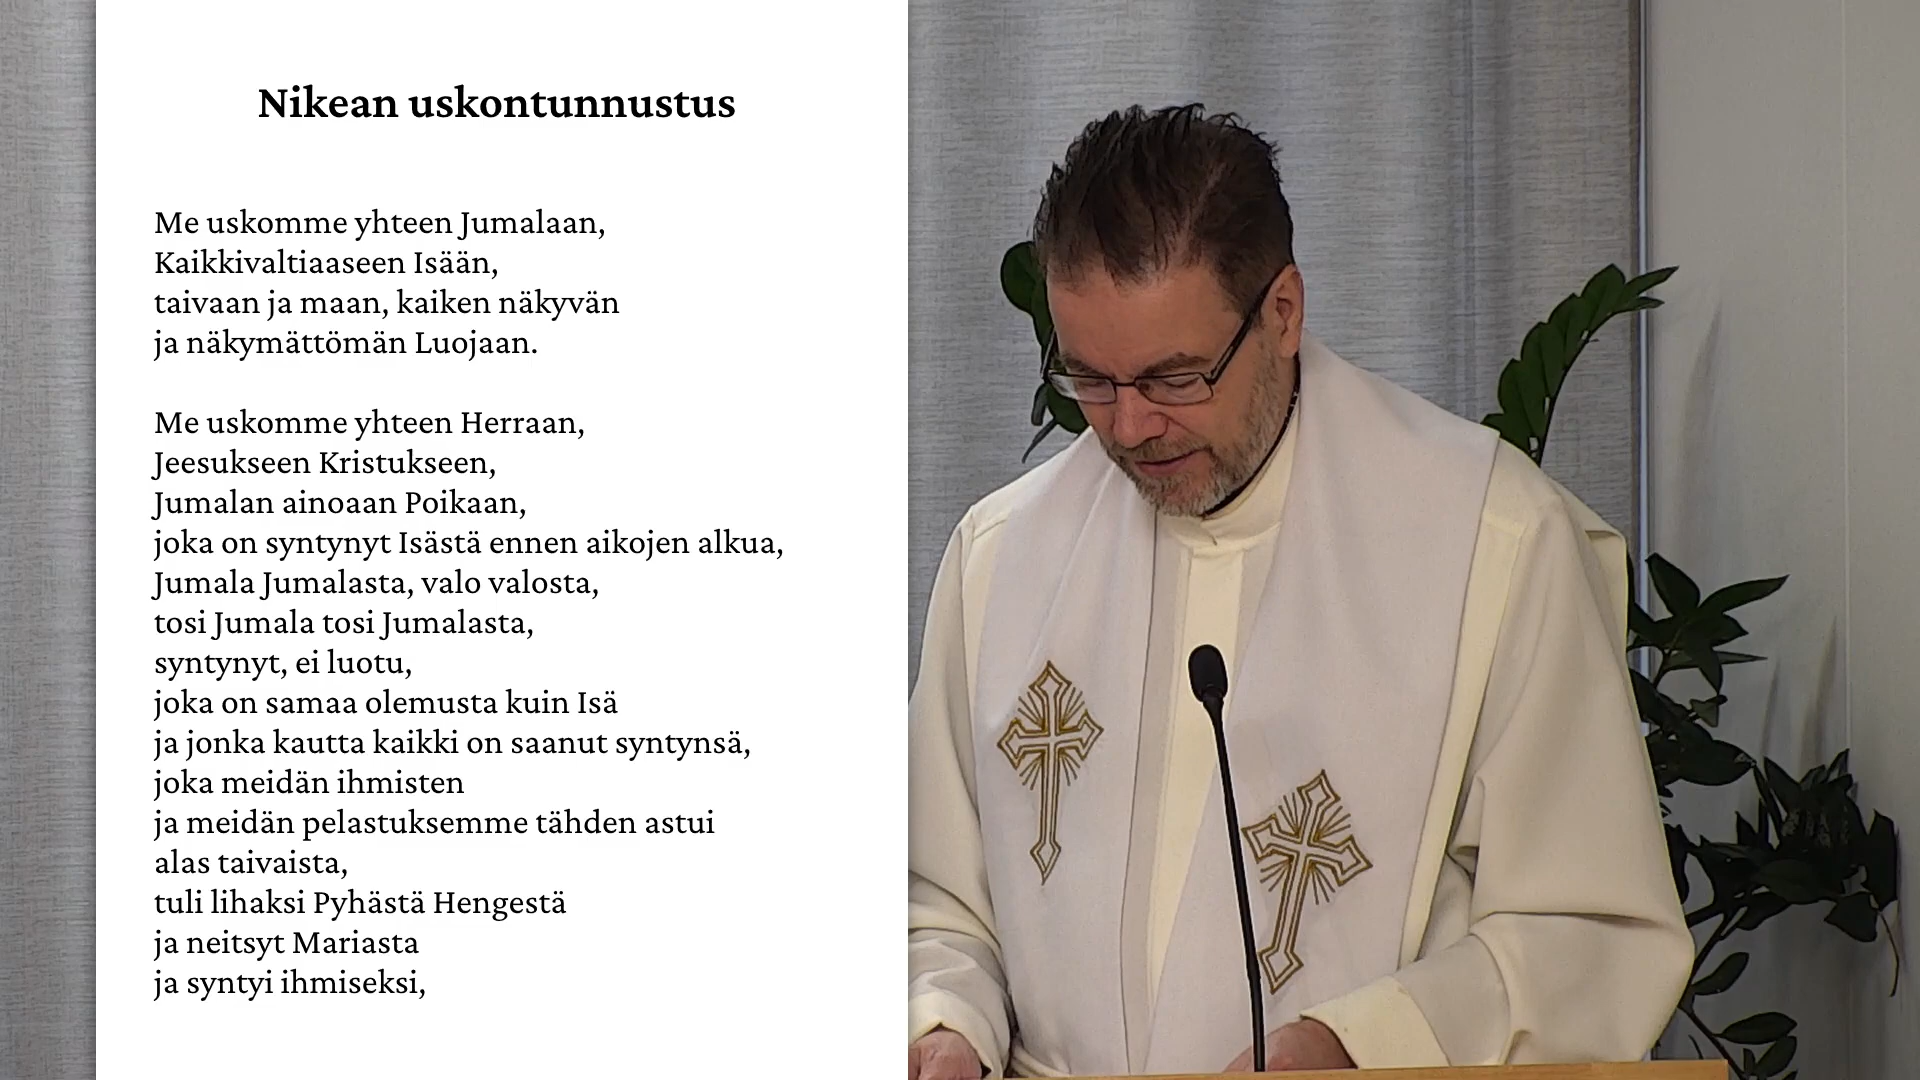 Nikean uskontunnustus
Me uskomme yhteen Jumalaan,
Kaikkivaltiaaseen Isään,
taivaan ja maan, kaiken näkyvän
ja näkymättömän Luojaan.
Me uskomme yhteen Herraan,
Jeesukseen Kristukseen,
Jumalan ainoaan Poikaan,
joka on syntynyt Isästä ennen aikojen alkua,
Jumala Jumalasta, valo valosta,
tosi Jumala tosi Jumalasta,
syntynyt, ei luotu,
joka on samaa olemusta kuin Isä
ja jonka kautta kaikki on saanut syntynsä,
joka meidän ihmisten
ja meidän pelastuksemme tähden astui
alas taivaista,
tuli lihaksi Pyhästä Hengestä
ja neitsyt Mariasta
ja syntyi ihmiseksi,